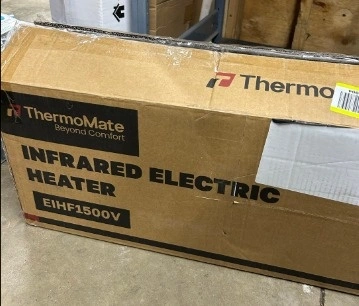 Thermo
ThermoMate
Beyond Comfort
INFRARED ELECTRIC
HEATER
EIHF1500V